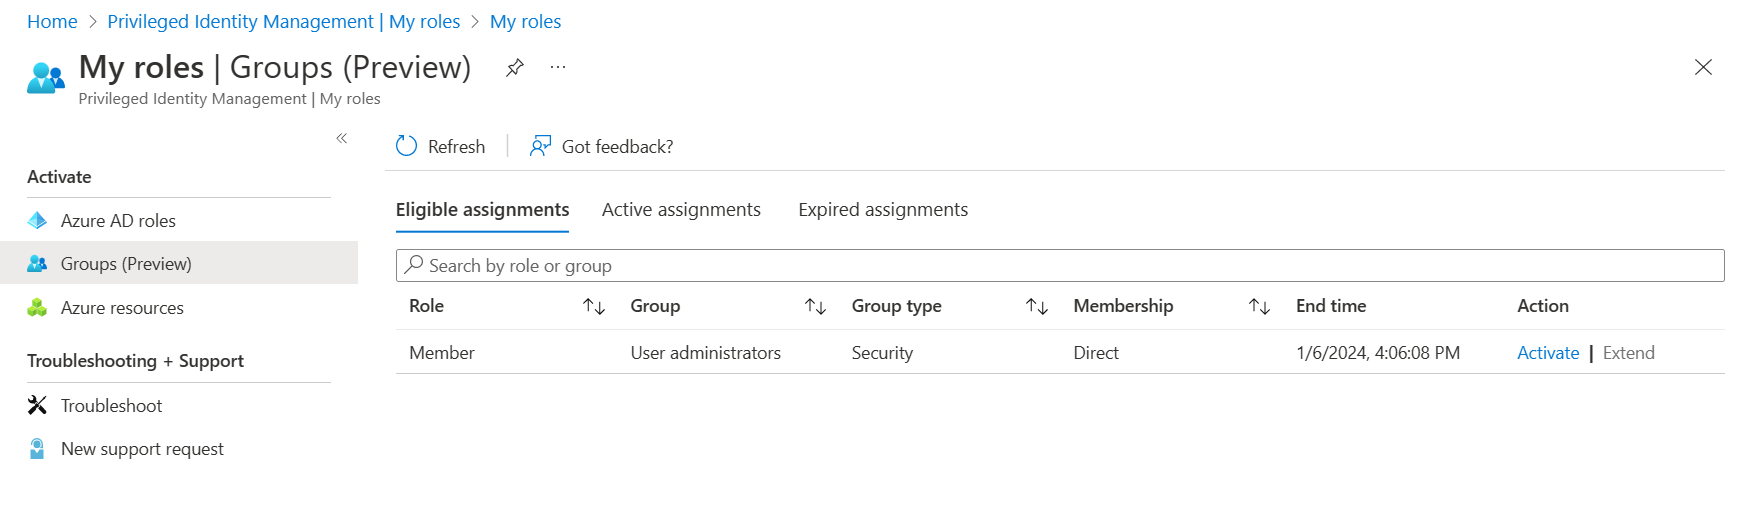 Home > Privileged Identity Management | My roles > My roles
My roles | Groups (Preview)
Privileged Identity Management | My roles
Activate
Azure AD roles
Groups (Preview)
Azure resources
Troubleshooting + Support
Troubleshoot
New support request
Refresh | Got feedback?
Eligible assignments Active assignments Expired assignments
Search by role or group
Role Group Group type Membership End time Action
Member User administrators Security Direct 1/6/2024, 4:06:08 PM Activate | Extend